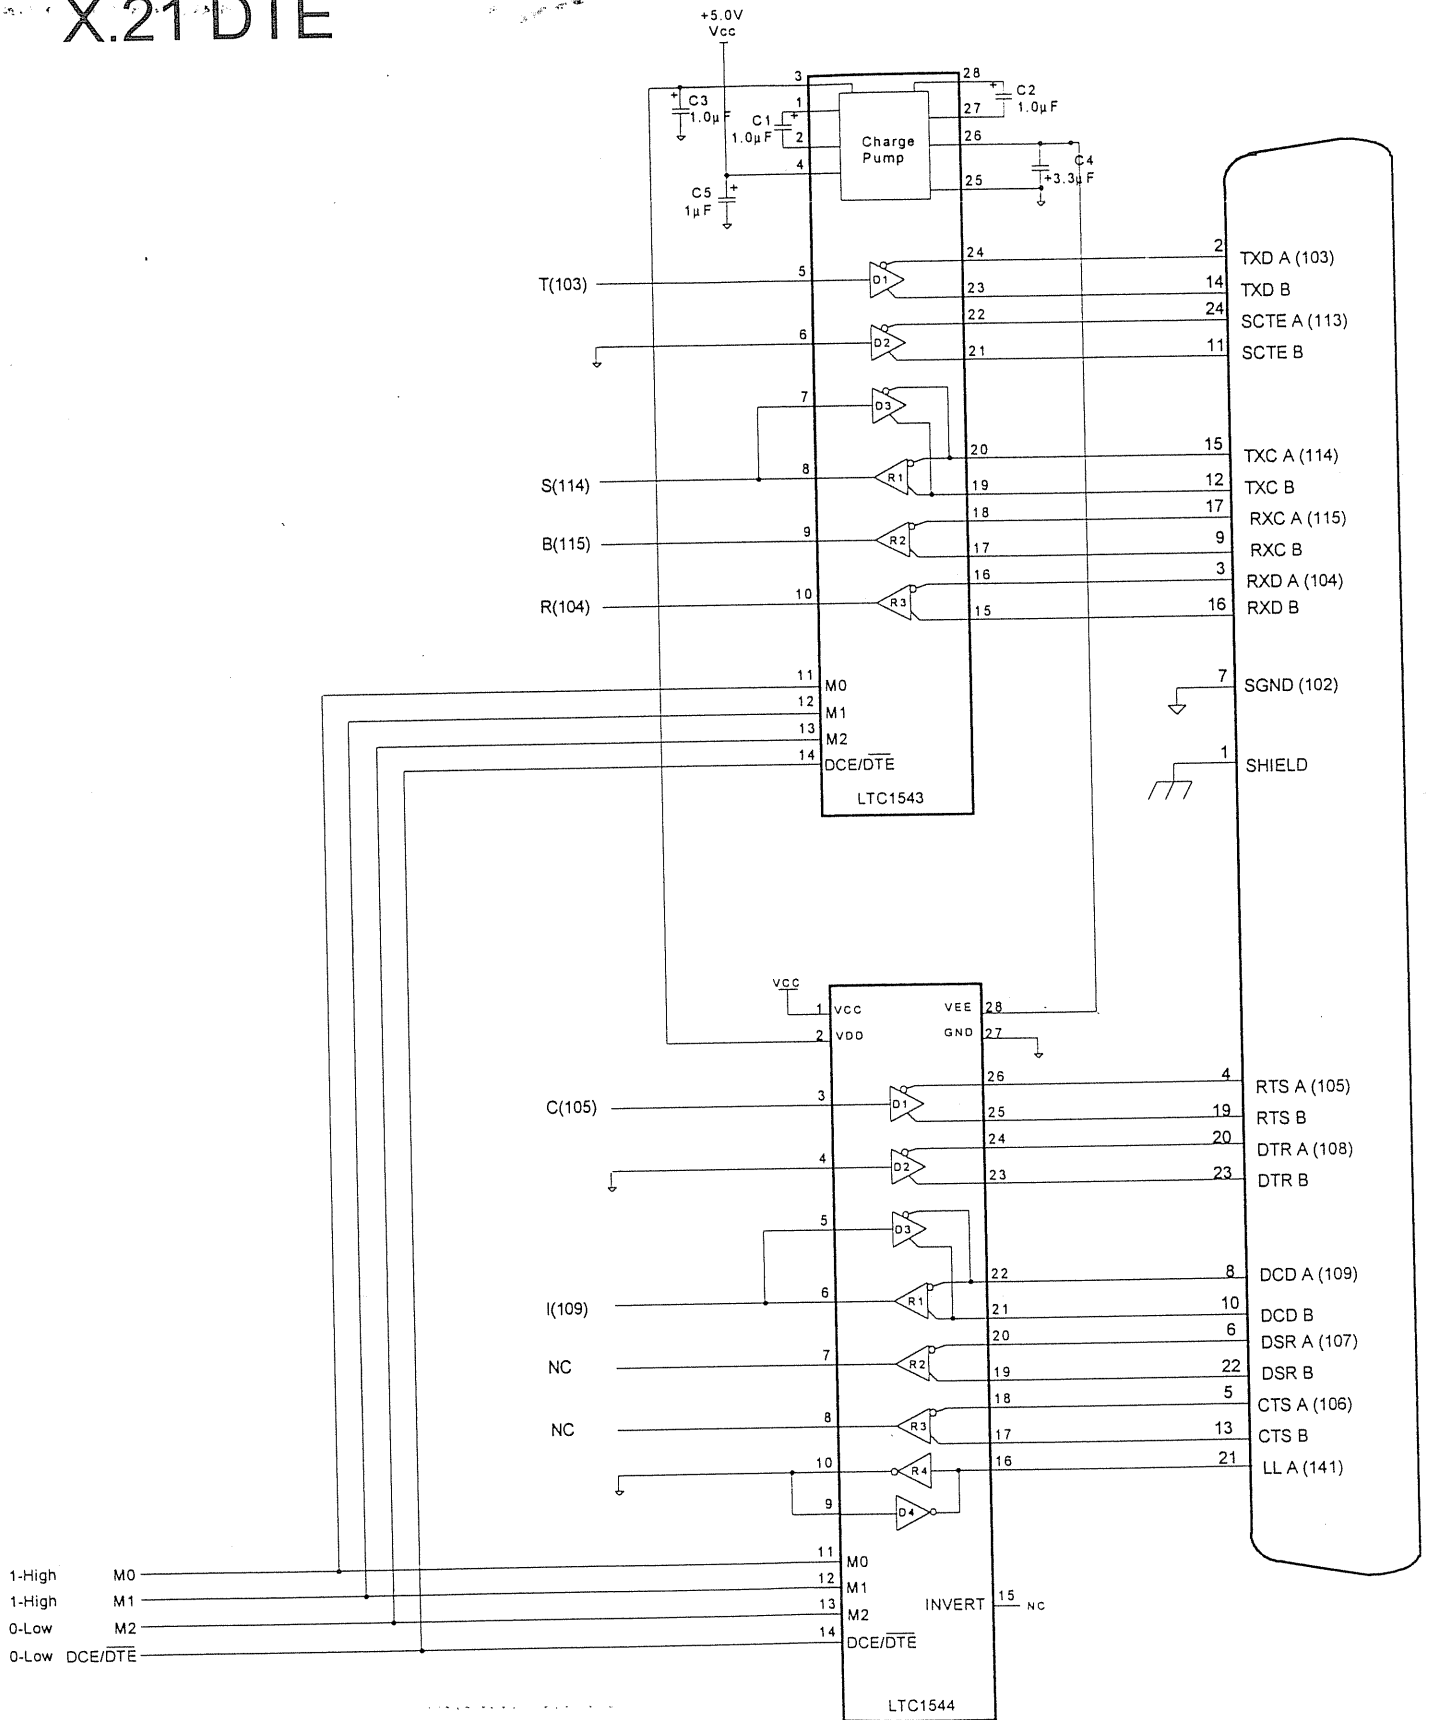 X.21 DTE
+5.0V
Vcc
3
28
C3
1.0µF
1
C1
1.0µF
2
4
C5
1µF
Charge
Pump
C2
1.0µF
27
26
C4
+3.3µF
25
T(103)
5
D1
24
23
2
TXD A (103)
14
TXD B
6
D2
22
21
24
SCTE A (113)
11
SCTE B
7
D3
S(114)
8
R1
20
19
15
TXC A (114)
12
TXC B
B(115)
9
R2
18
17
17
RXC A (115)
9
RXC B
R(104)
10
R3
16
15
3
RXD A (104)
16
RXD B
11
M0
12
M1
13
M2
14
DCE/DTE
LTC1543
7
SGND (102)
1
SHIELD
VCC
1
VCC
VEE
28
2
VDD
GND
27
C(105)
3
D1
26
25
4
RTS A (105)
19
RTS B
4
D2
24
23
20
DTR A (108)
23
DTR B
5
D3
I(109)
6
R1
22
21
8
DCD A (109)
10
DCD B
NC
7
R2
20
19
6
DSR A (107)
22
DSR B
NC
8
R3
18
17
5
CTS A (106)
13
CTS B
10
R4
16
21
LL A (141)
9
D4
1-High M0
11
M0
1-High M1
12
M1
0-Low M2
13
M2
0-Low DCE/DTE
14
DCE/DTE
INVERT
15
NC
LTC1544